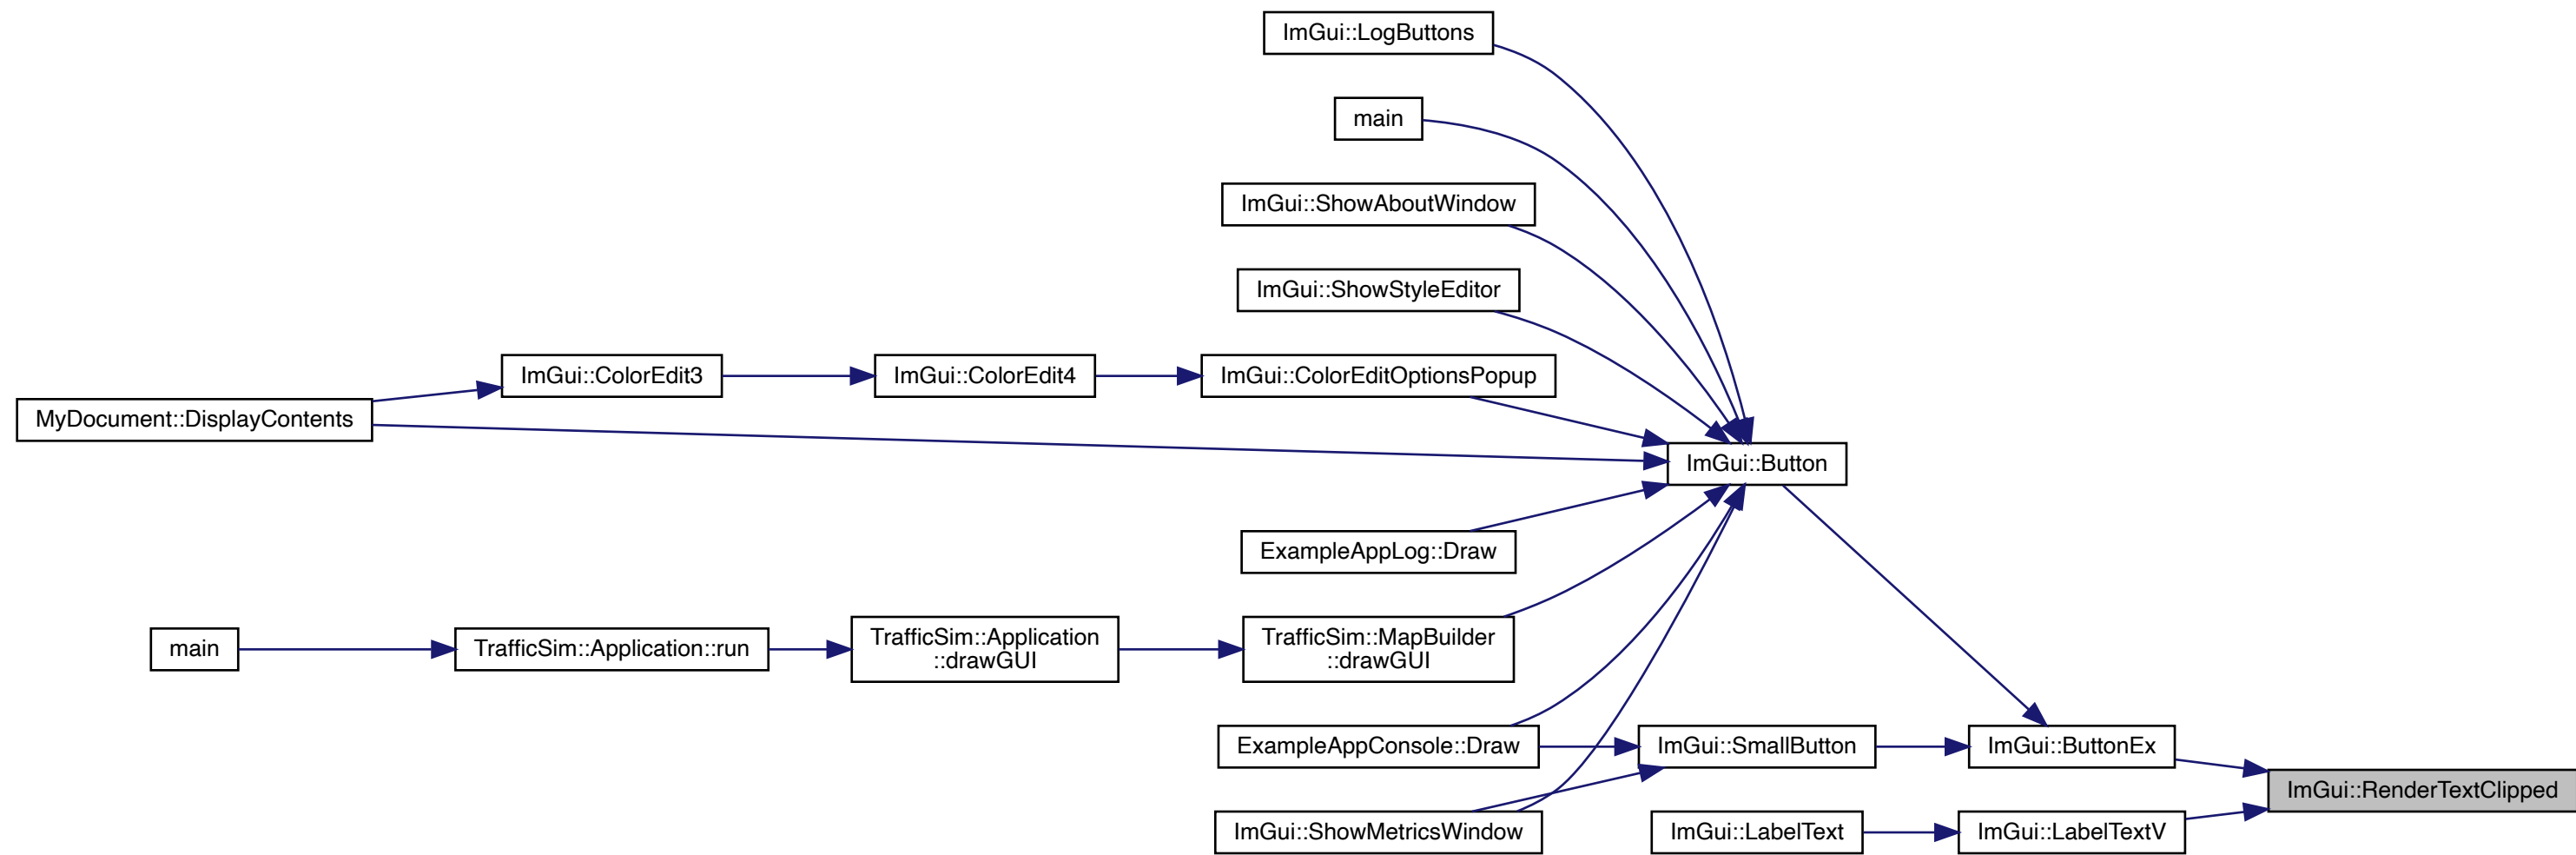 ImGui::LogButtons
main
ImGui::ShowAboutWindow
ImGui::ShowStyleEditor
ImGui::ColorEdit3
ImGui::ColorEdit4
ImGui::ColorEditOptionsPopup
MyDocument::DisplayContents
ImGui::Button
ExampleAppLog::Draw
main
TrafficSim::Application::run
TrafficSim::Application
::drawGUI
TrafficSim::MapBuilder
::drawGUI
ExampleAppConsole::Draw
ImGui::SmallButton
ImGui::ButtonEx
ImGui::RenderTextClipped
ImGui::ShowMetricsWindow
ImGui::LabelText
ImGui::LabelTextV